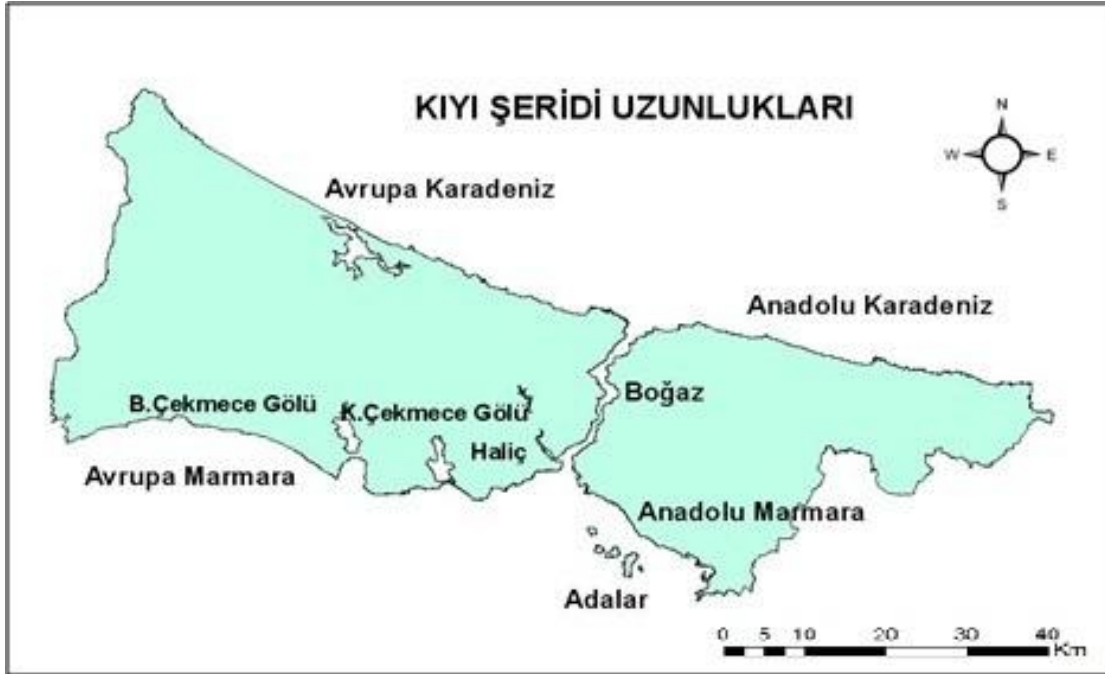 KIYI ŞERİDİ UZUNLUKLARI
N
W E
S
Avrupa Karadeniz
Anadolu Karadeniz
Boğaz
B.Çekmece Gölü
K.Çekmece Gölü
Haliç
Avrupa Marmara
Anadolu Marmara
Adalar
0 5 10 20 30 40
Km